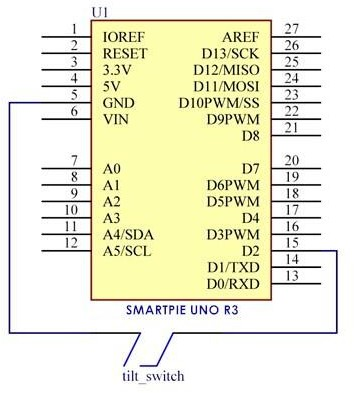 U1
1 IOREF AREF 27
2 RESET D13/SCK 26
3 3.3V D12/MISO 25
4 5V D11/MOSI 24
5 GND D10PWM/SS 23
6 VIN D9PWM 22
D8 21
7 A0 D7 20
8 A1 D6PWM 19
9 A2 D5PWM 18
10 A3 D4 17
11 A4/SDA D3PWM 16
12 A5/SCL D2 15
D1/TXD 14
D0/RXD 13
SMARTPIE UNO R3
tilt_switch